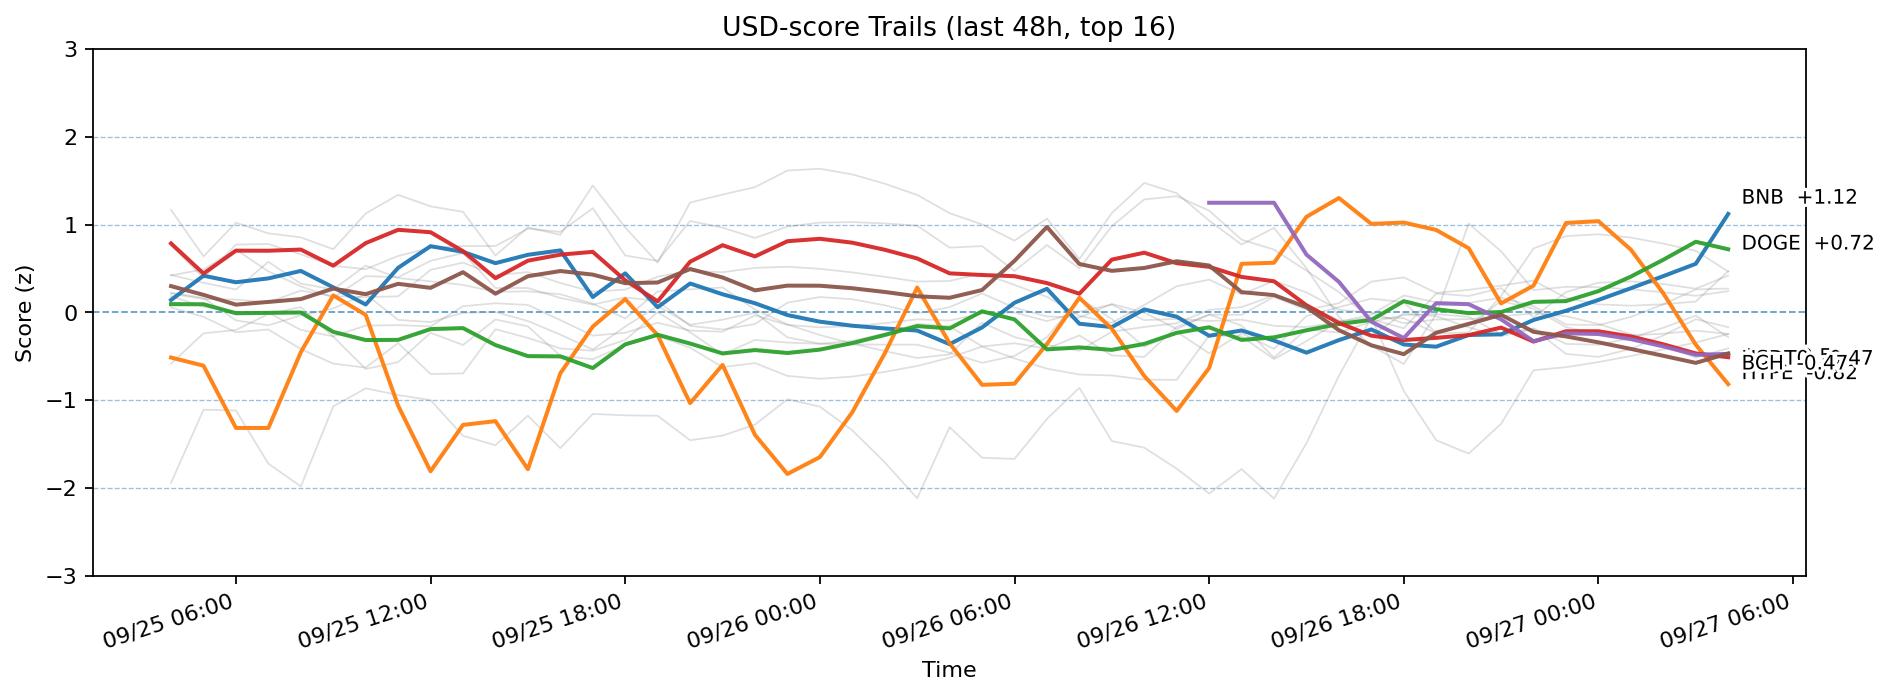 USD-score Trails (last 48h, top 16)
Score (z)
3
2
1
0
−1
−2
−3
BNB +1.12
DOGE +0.72
BCH -0.47
HYPE -0.82
09/25 06:00
09/25 12:00
09/25 18:00
09/26 00:00
09/26 06:00
09/26 12:00
09/26 18:00
09/27 00:00
09/27 06:00
Time